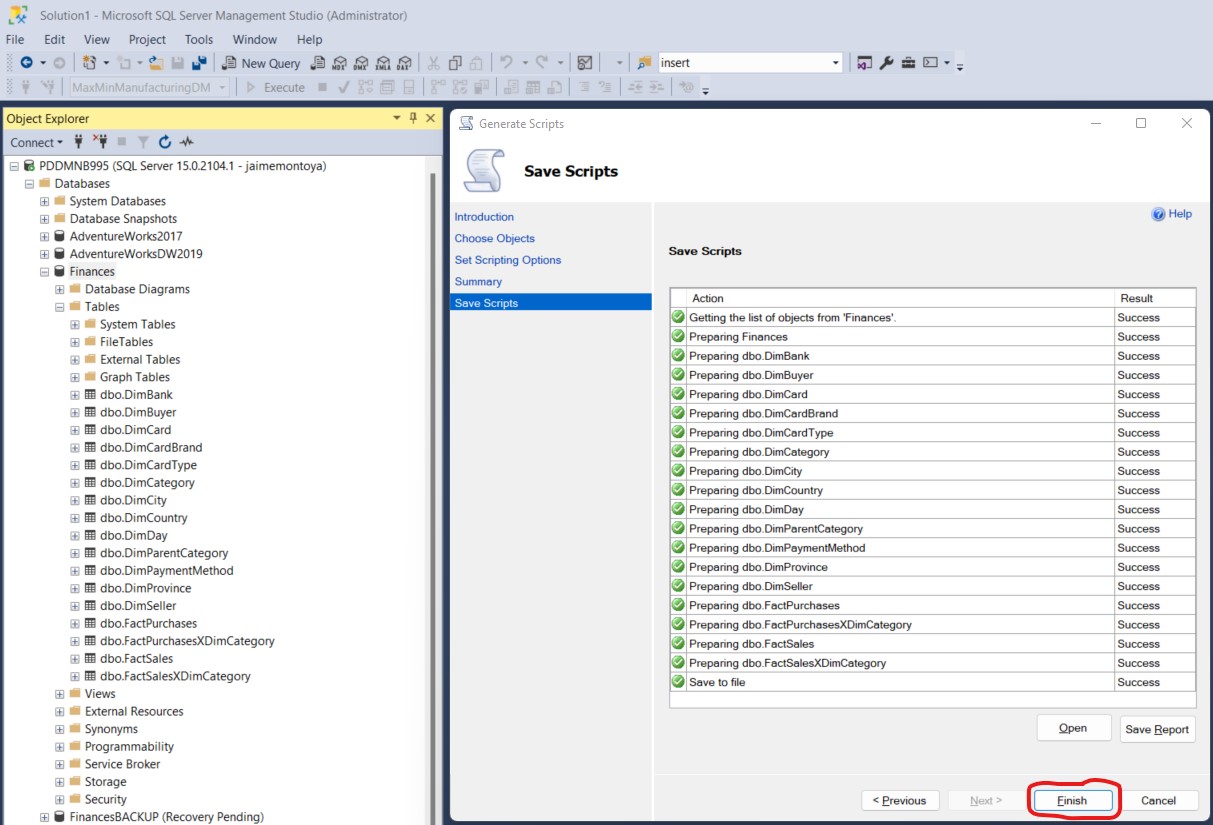 Solution1 - Microsoft SQL Server Management Studio (Administrator)
File Edit View Project Tools Window Help
New Query MDX DMX XMLA DAX insert
MaxMinManufacturingDM Execute
Object Explorer
Connect
PDDMNB995 (SQL Server 15.0.2104.1 - jaimemontoya)
Databases
System Databases
Database Snapshots
AdventureWorks2017
AdventureWorksDW2019
Finances
Database Diagrams
Tables
System Tables
FileTables
External Tables
Graph Tables
dbo.DimBank
dbo.DimBuyer
dbo.DimCard
dbo.DimCardBrand
dbo.DimCardType
dbo.DimCategory
dbo.DimCity
dbo.DimCountry
dbo.DimDay
dbo.DimParentCategory
dbo.DimPaymentMethod
dbo.DimProvince
dbo.DimSeller
dbo.FactPurchases
dbo.FactPurchasesXDimCategory
dbo.FactSales
dbo.FactSalesXDimCategory
Views
External Resources
Synonyms
Programmability
Service Broker
Storage
Security
FinancesBACKUP (Recovery Pending)
Generate Scripts
Save Scripts
Introduction
Choose Objects
Set Scripting Options
Summary
Save Scripts
Help
Save Scripts
Action Result
Getting the list of objects from 'Finances'. Success
Preparing Finances Success
Preparing dbo.DimBank Success
Preparing dbo.DimBuyer Success
Preparing dbo.DimCard Success
Preparing dbo.DimCardBrand Success
Preparing dbo.DimCardType Success
Preparing dbo.DimCategory Success
Preparing dbo.DimCity Success
Preparing dbo.DimCountry Success
Preparing dbo.DimDay Success
Preparing dbo.DimParentCategory Success
Preparing dbo.DimPaymentMethod Success
Preparing dbo.DimProvince Success
Preparing dbo.DimSeller Success
Preparing dbo.FactPurchases Success
Preparing dbo.FactPurchasesXDimCategory Success
Preparing dbo.FactSales Success
Preparing dbo.FactSalesXDimCategory Success
Save to file Success
Open Save Report
< Previous Next > Finish Cancel